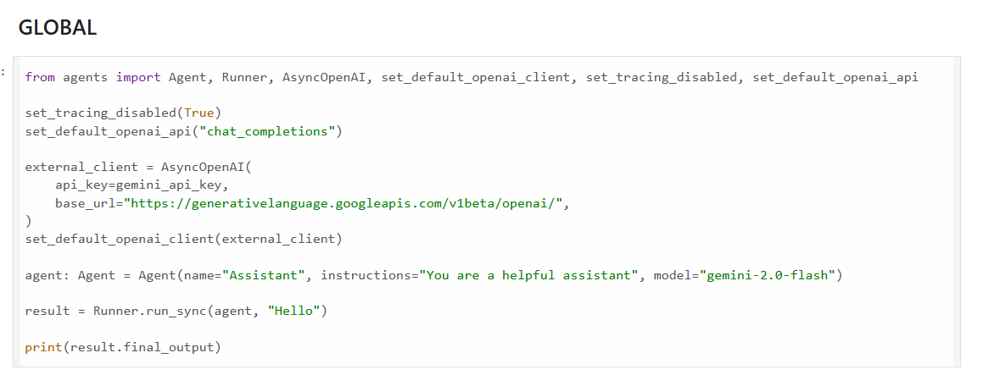 GLOBAL
:
from agents import Agent, Runner, AsyncOpenAI, set_default_openai_client, set_tracing_disabled, set_default_openai_api
set_tracing_disabled(True)
set_default_openai_api("chat_completions")
external_client = AsyncOpenAI(
    api_key=gemini_api_key,
    base_url="https://generativelanguage.googleapis.com/v1beta/openai/",
)
set_default_openai_client(external_client)
agent: Agent = Agent(name="Assistant", instructions="You are a helpful assistant", model="gemini-2.0-flash")
result = Runner.run_sync(agent, "Hello")
print(result.final_output)